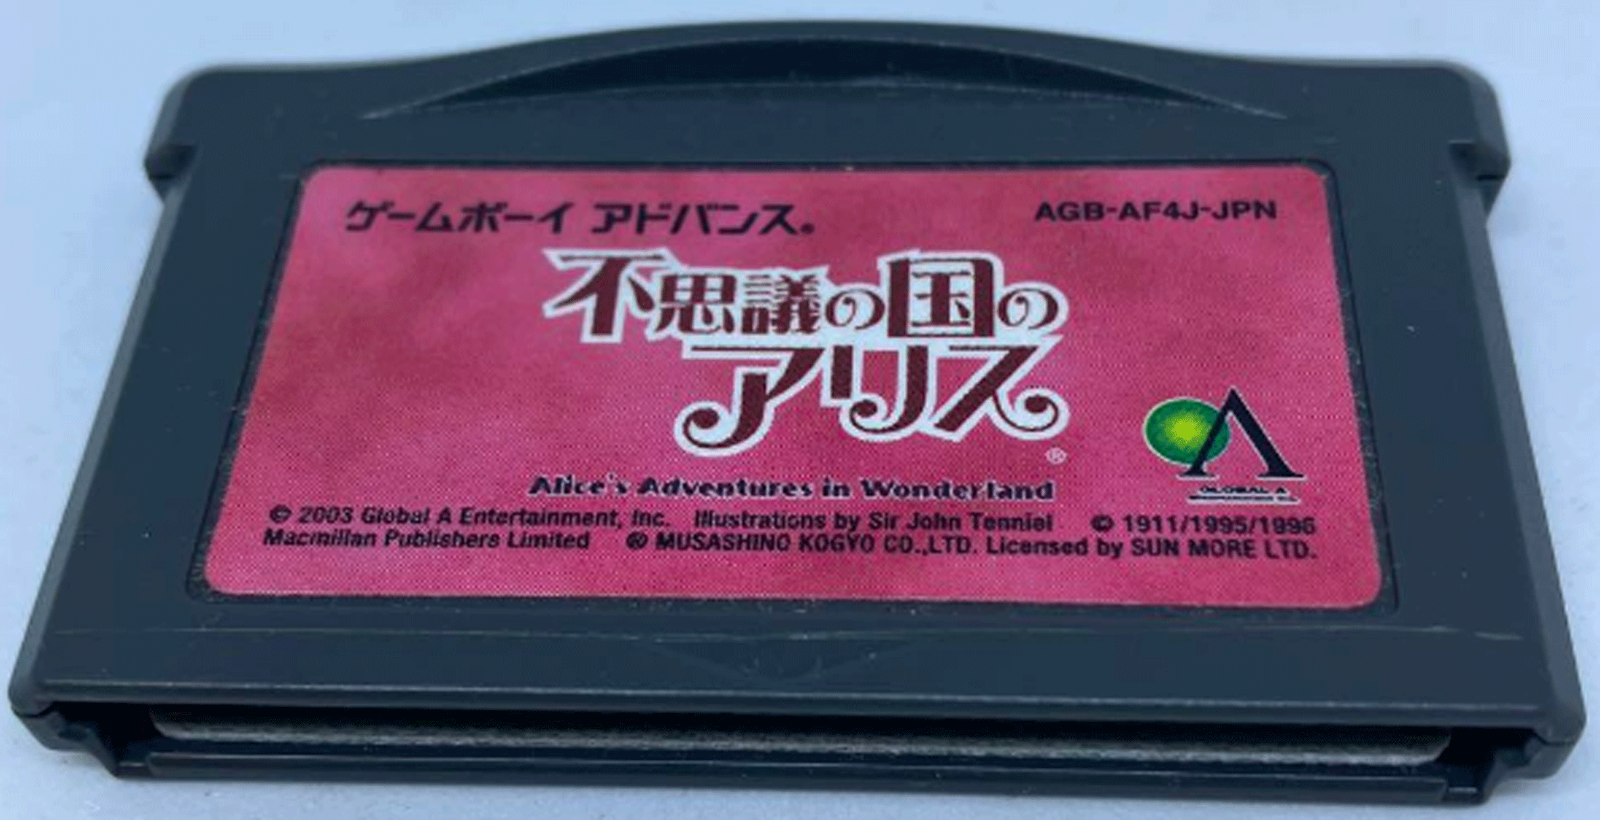 ゲームボーイ アドバンス®
AGB-AF4J-JPN
不思議の国の
アリス®
Alice's Adventures in Wonderland
GLOBAL A
© 2003 Global A Entertainment, Inc. Illustrations by Sir John Tenniel © 1911/1995/1996
Macmillan Publishers Limited ® MUSASHINO KOGYO CO.,LTD. Licensed by SUN MORE LTD.